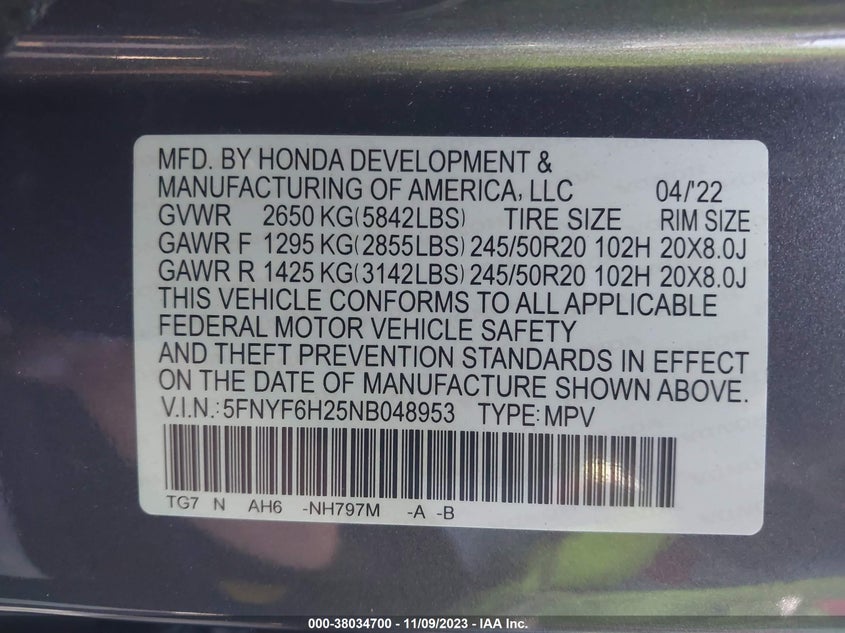 MFD. BY HONDA DEVELOPMENT &
MANUFACTURING OF AMERICA, LLC 04/'22
GVWR 2650 KG(5842LBS) TIRE SIZE RIM SIZE
GAWR F 1295 KG(2855LBS) 245/50R20 102H 20X8.0J
GAWR R 1425 KG(3142LBS) 245/50R20 102H 20X8.0J
THIS VEHICLE CONFORMS TO ALL APPLICABLE
FEDERAL MOTOR VEHICLE SAFETY
AND THEFT PREVENTION STANDARDS IN EFFECT
ON THE DATE OF MANUFACTURE SHOWN ABOVE.
V.I.N.:5FNYF6H25NB048953 TYPE:MPV
TG7 N AH6 -NH797M -A -B
000-38034700 - 11/09/2023 - IAA Inc.